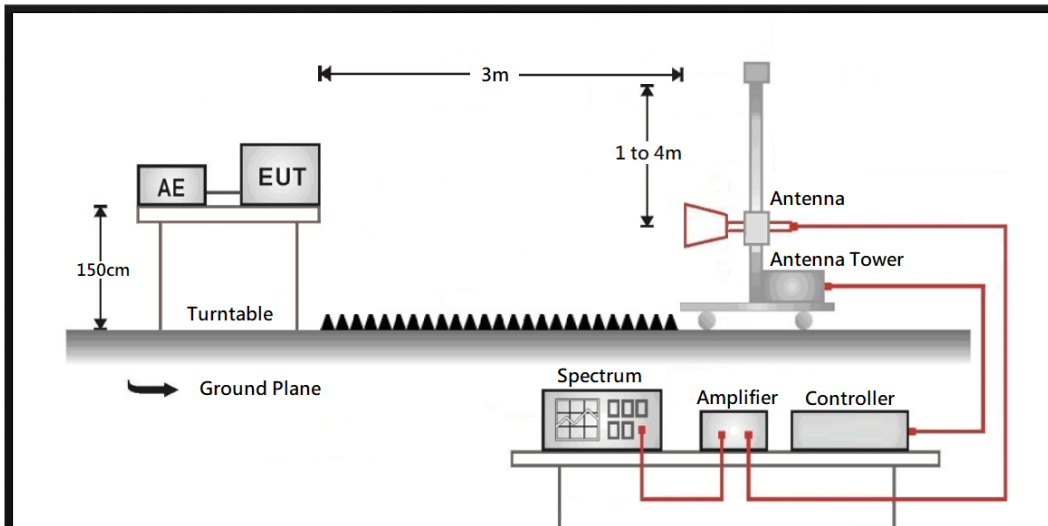 3m
1 to 4m
AE
EUT
Antenna
150cm
Antenna Tower
Turntable
Ground Plane
Spectrum
Amplifier
Controller